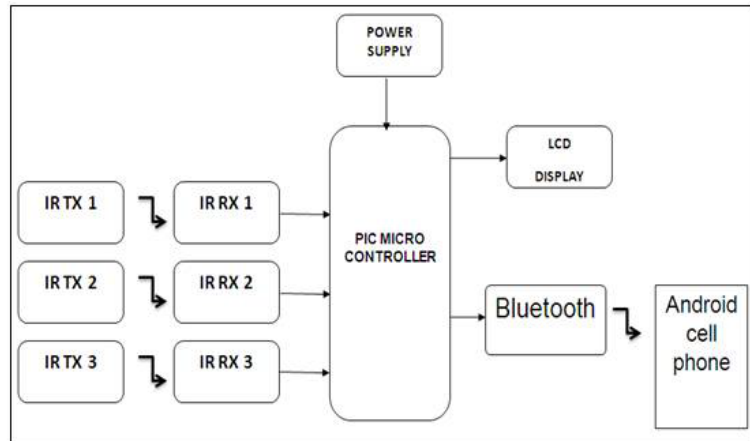 POWER
SUPPLY
LCD
DISPLAY
IR TX 1
IR RX 1
PIC MICRO
CONTROLLER
IR TX 2
IR RX 2
Bluetooth
Android
cell
phone
IR TX 3
IR RX 3